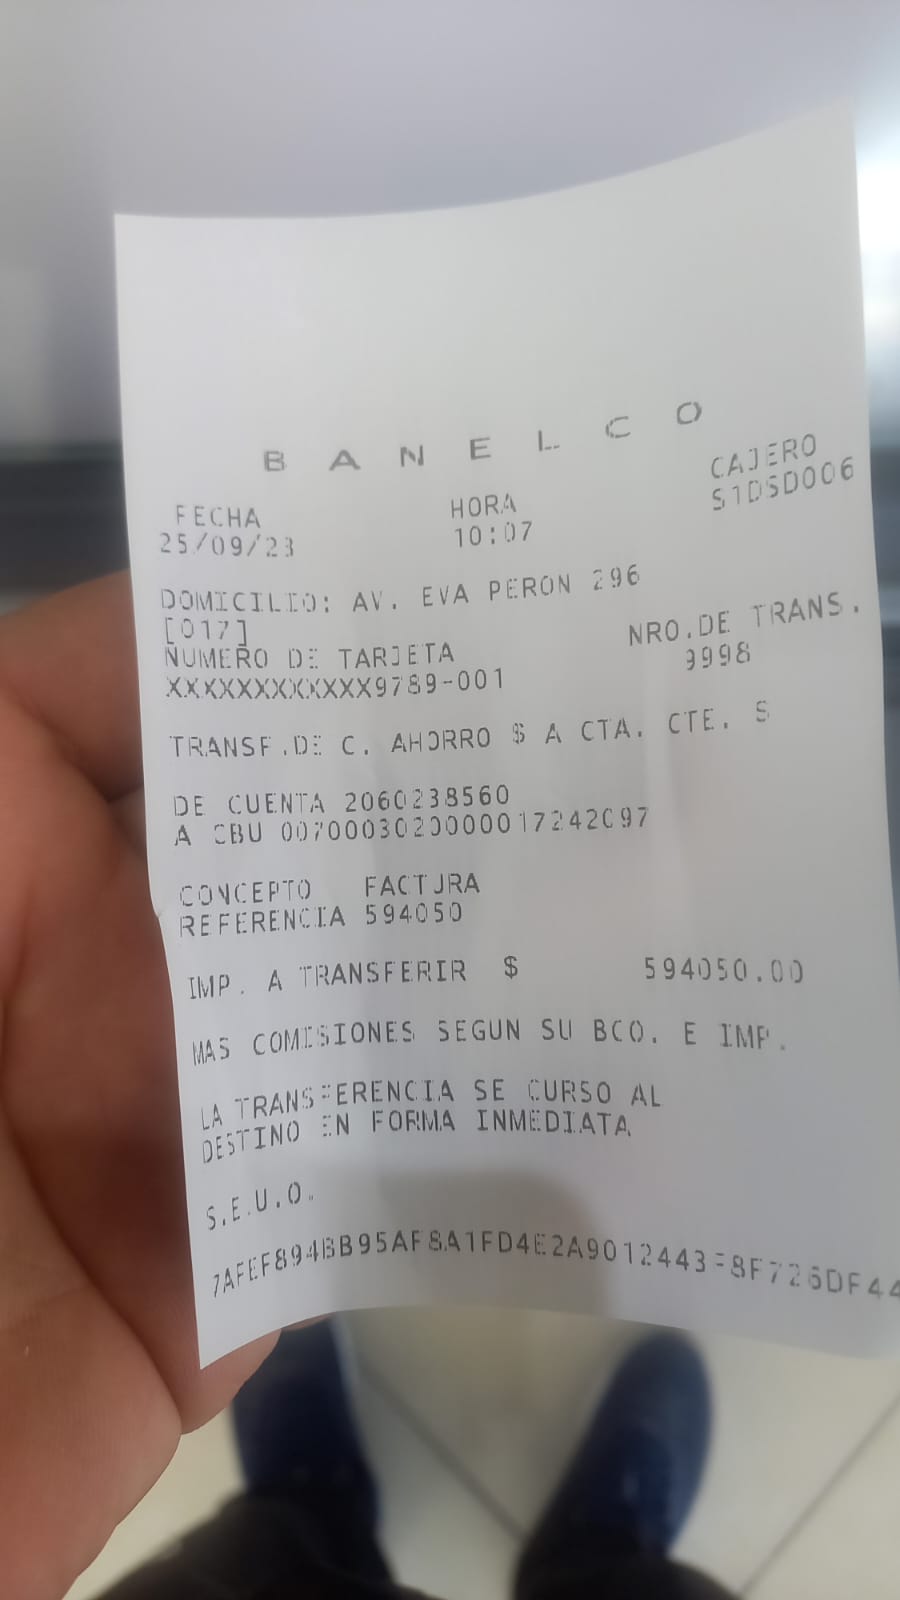 B A N E L C O
FECHA HORA CAJERO
25/09/23 10:07 S1DSD006
DOMICILIO: AV. EVA PERON 296
[017]
NUMERO DE TARJETA NRO.DE TRANS.
XXXXXXXXXXXX9789-001 9998
TRANSF.DE C. AHORRO $ A CTA. CTE. $
DE CUENTA 2060238560
A CBU 0070003020000017242097
CONCEPTO FACTURA
REFERENCIA 594050
IMP. A TRANSFERIR $ 594050.00
MAS COMISIONES SEGUN SU BCO. E IMP.
LA TRANSFERENCIA SE CURSO AL
DESTINO EN FORMA INMEDIATA
S.E.U.O.